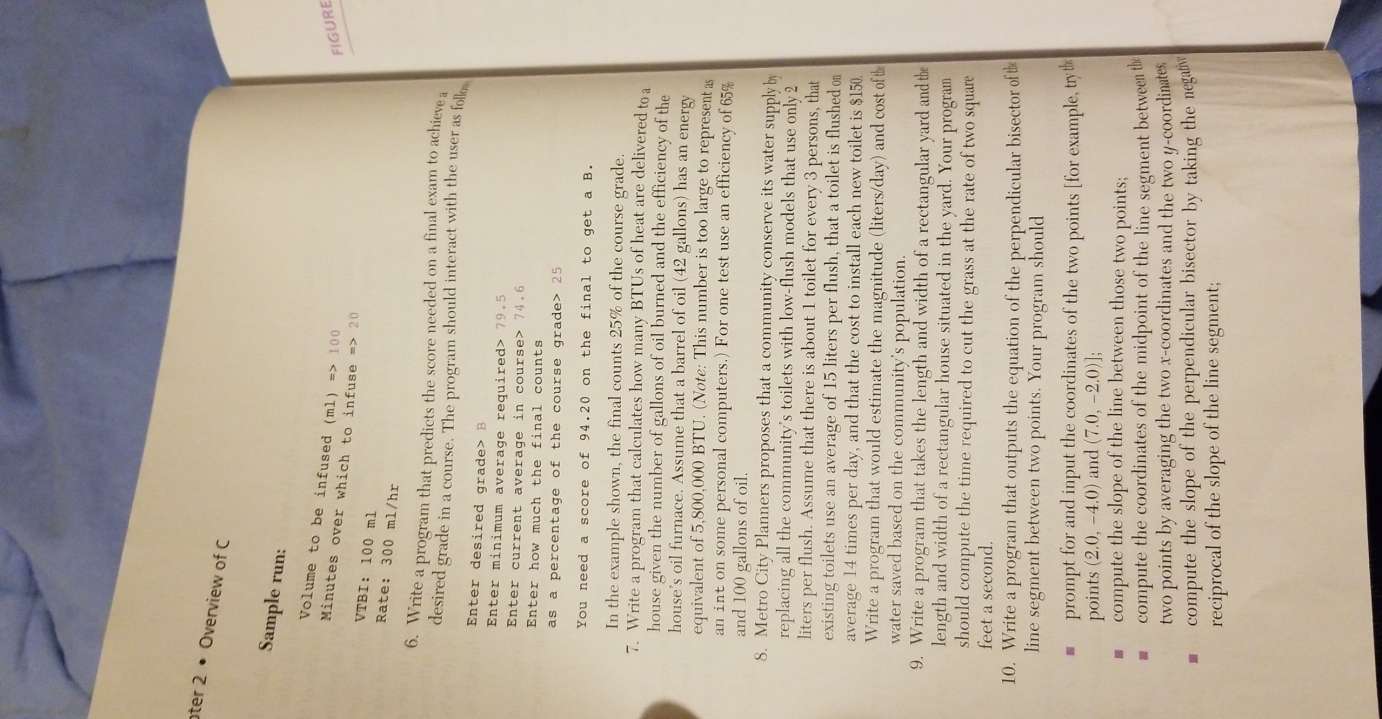 pter 2 • Overview of C
FIGURE
Sample run:
Volume to be infused (ml) => 100
Minutes over which to infuse => 20
VTBI: 100 ml
Rate: 300 ml/hr
6. Write a program that predicts the score needed on a final exam to achieve a
desired grade in a course. The program should interact with the user as follow
Enter desired grade> B
Enter minimum average required> 79.5
Enter current average in course> 74.6
Enter how much the final counts
as a percentage of the course grade> 25
You need a score of 94.20 on the final to get a B.
In the example shown, the final counts 25% of the course grade.
7. Write a program that calculates how many BTUs of heat are delivered to a
house given the number of gallons of oil burned and the efficiency of the
house's oil furnace. Assume that a barrel of oil (42 gallons) has an energy
equivalent of 5,800,000 BTU. (Note: This number is too large to represent as
an int on some personal computers.) For one test use an efficiency of 65%
and 100 gallons of oil.
8. Metro City Planners proposes that a community conserve its water supply by
replacing all the community's toilets with low-flush models that use only 2
liters per flush. Assume that there is about 1 toilet for every 3 persons, that
existing toilets use an average of 15 liters per flush, that a toilet is flushed on
average 14 times per day, and that the cost to install each new toilet is $150.
Write a program that would estimate the magnitude (liters/day) and cost of the
water saved based on the community's population.
9. Write a program that takes the length and width of a rectangular yard and the
length and width of a rectangular house situated in the yard. Your program
should compute the time required to cut the grass at the rate of two square
feet a second.
10. Write a program that outputs the equation of the perpendicular bisector of the
line segment between two points. Your program should
■ prompt for and input the coordinates of the two points [for example, try the
points (2.0, −4.0) and (7.0, −2.0)];
■ compute the slope of the line between those two points;
■ compute the coordinates of the midpoint of the line segment between the
two points by averaging the two x-coordinates and the two y-coordinates
■ compute the slope of the perpendicular bisector by taking the negative
reciprocal of the slope of the line segment;